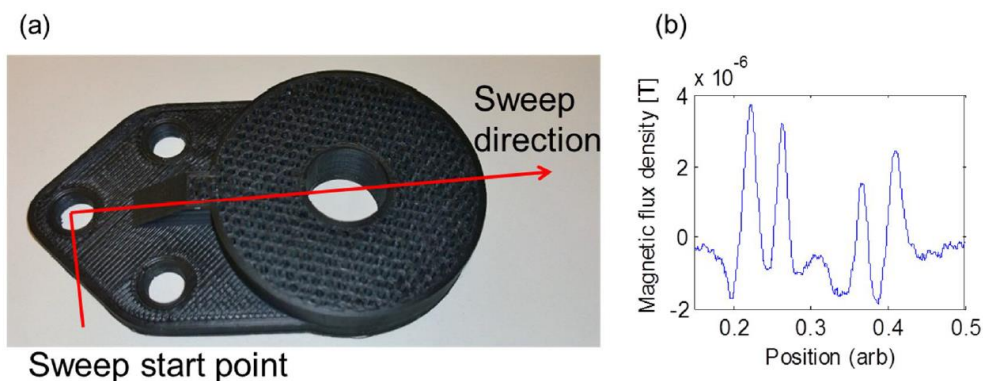 (a)
Sweep
direction
Sweep start point
(b)
x 10^-6
Magnetic flux density [T]
4
2
0
-2
0.2 0.3 0.4 0.5
Position (arb)